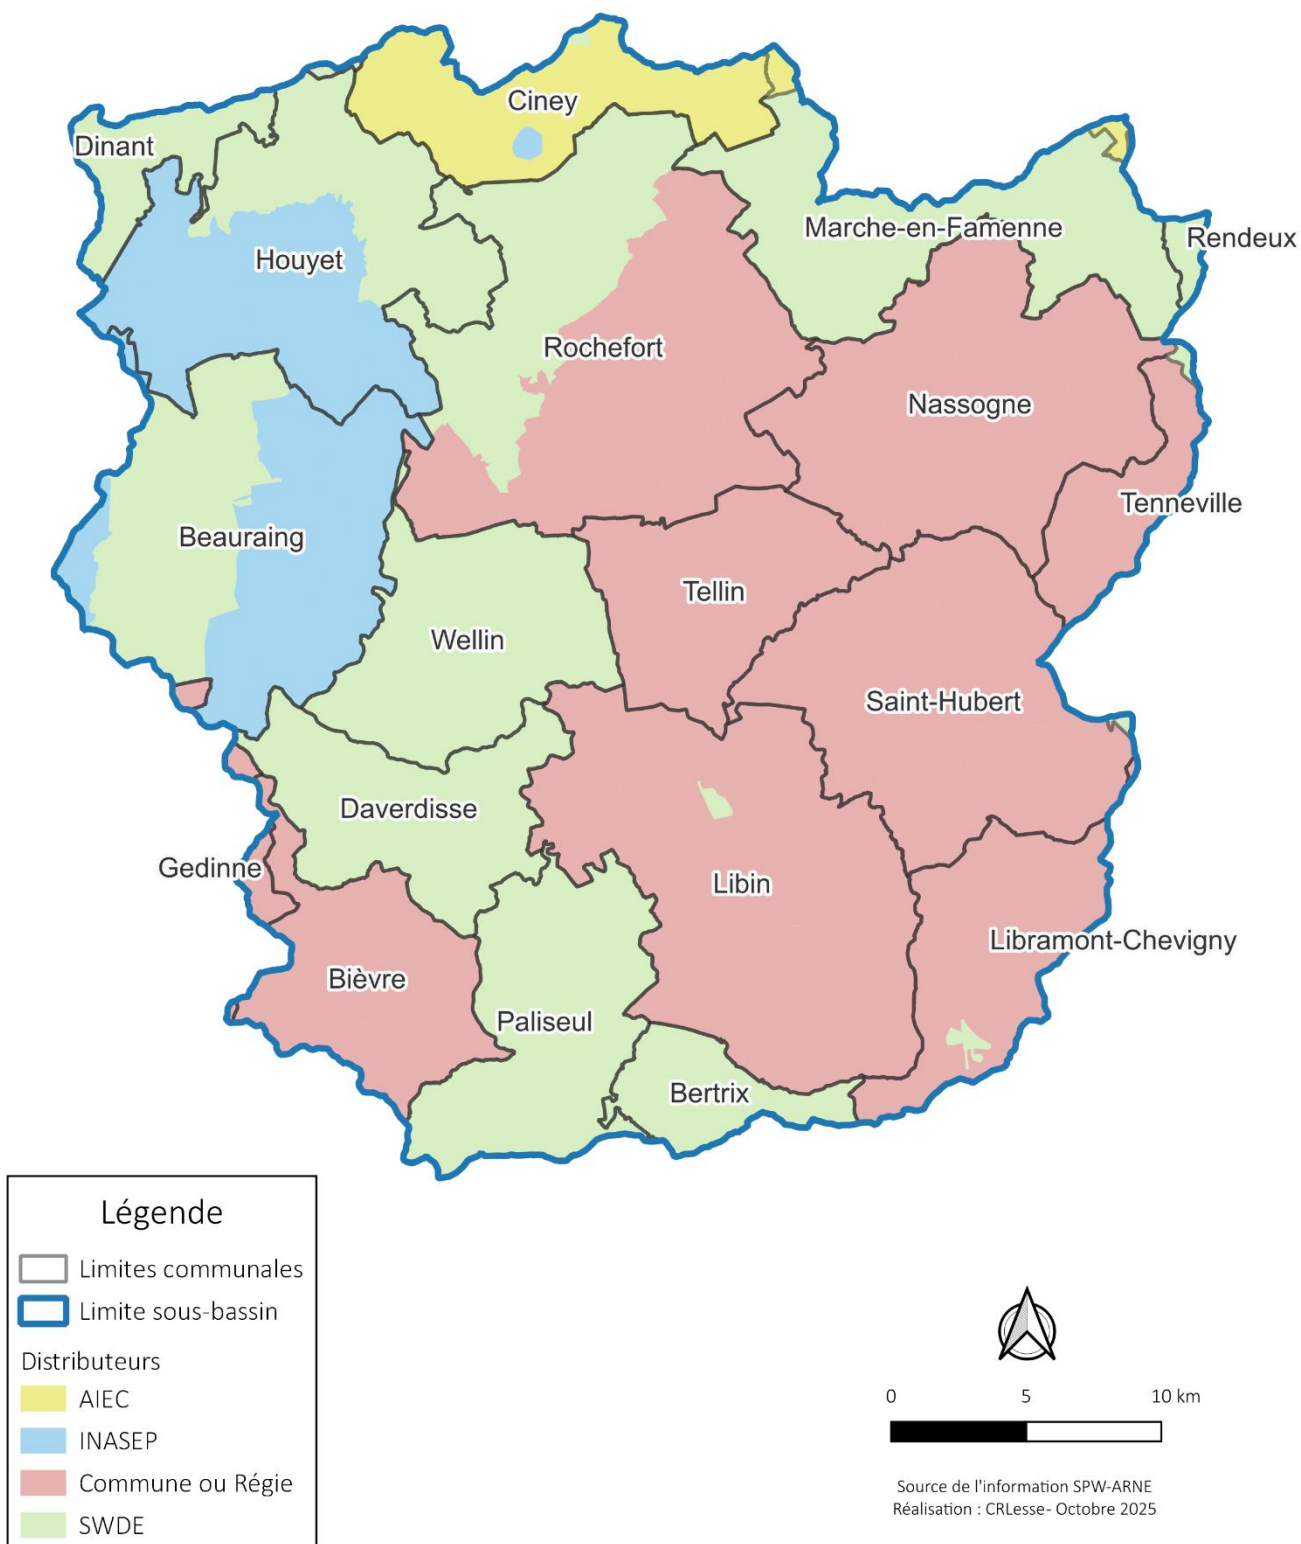 Ciney
Dinant
Marche-en-Famenne
Rendeux
Houyet
Rochefort
Nassogne
Tenneville
Beauraing
Tellin
Wellin
Saint-Hubert
Daverdisse
Gedinne
Libin
Libramont-Chevigny
Bièvre
Paliseul
Bertrix
Légende
Limites communales
Limite sous-bassin
Distributeurs
AIEC
INASEP
Commune ou Régie
SWDE
0 5 10 km
Source de l'information SPW-ARNE
Réalisation : CRLesse- Octobre 2025